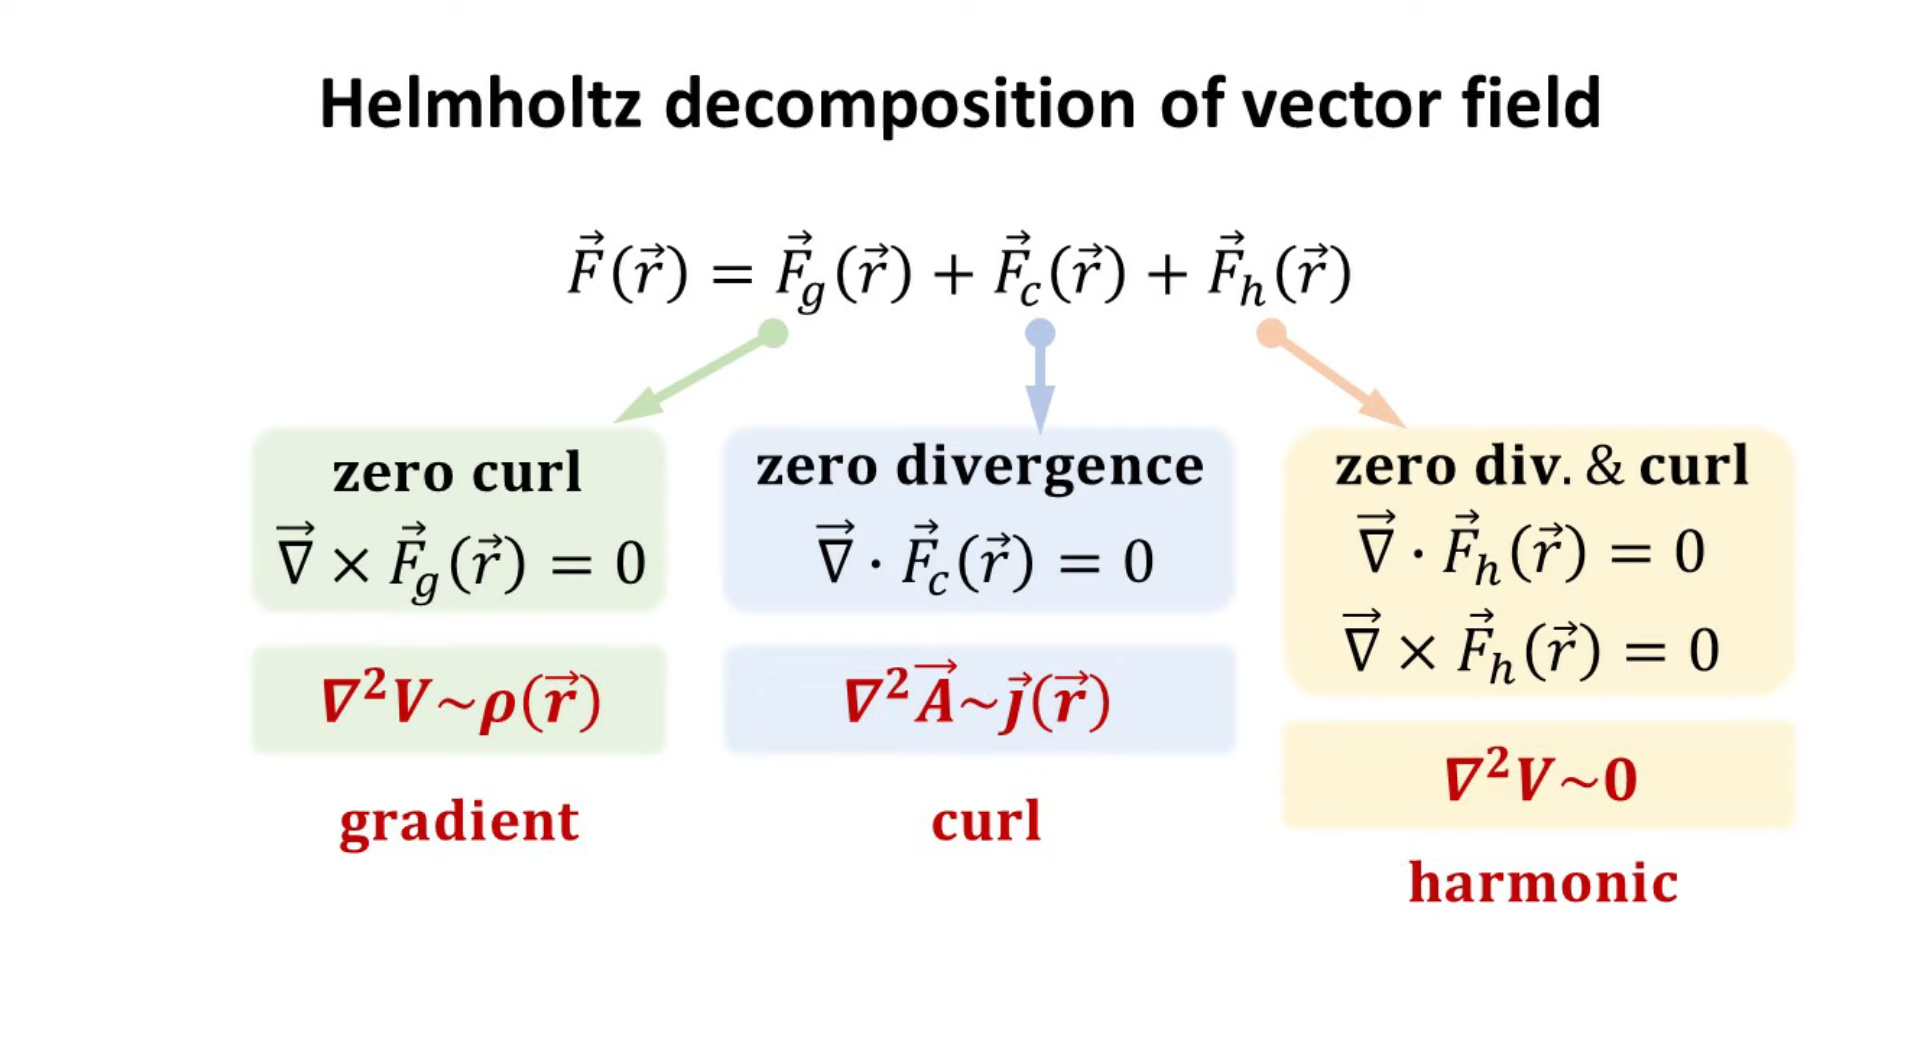 Helmholtz decomposition of vector field
F⃗(r⃗) = F⃗_g(r⃗) + F⃗_c(r⃗) + F⃗_h(r⃗)
zero curl
∇⃗ × F⃗_g(r⃗) = 0
∇²V~ρ(r⃗)
gradient
zero divergence
∇⃗ · F⃗_c(r⃗) = 0
∇²A⃗~j⃗(r⃗)
curl
zero div. & curl
∇⃗ · F⃗_h(r⃗) = 0
∇⃗ × F⃗_h(r⃗) = 0
∇²V~0
harmonic